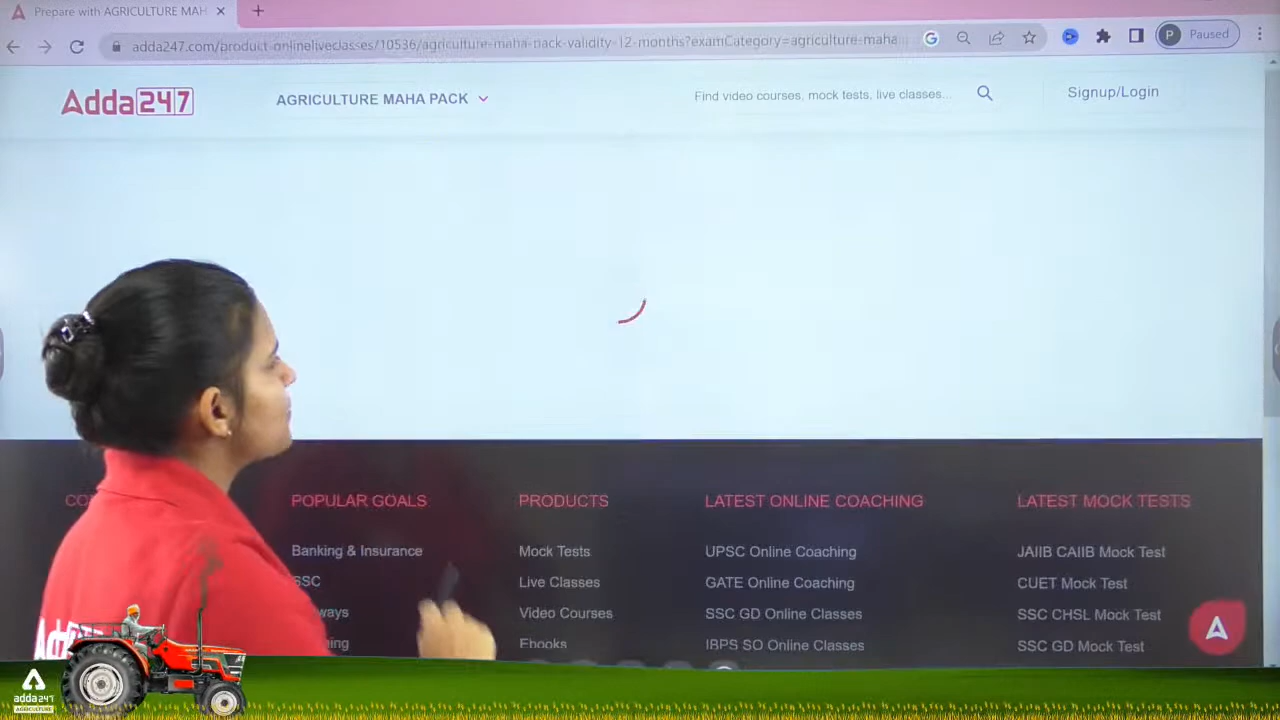 Prepare with AGRICULTURE MAH
adda247.com/product-onlineliveclasses/10536/agriculture-maha-pack-validity-12-months?examCategory=agriculture-maha
P Paused
Adda247
AGRICULTURE MAHA PACK
Find video courses, mock tests, live classes...
Signup/Login
POPULAR GOALS
Banking & Insurance
SSC
PRODUCTS
Mock Tests
Live Classes
Video Courses
Ebooks
LATEST ONLINE COACHING
UPSC Online Coaching
GATE Online Coaching
SSC GD Online Classes
IBPS SO Online Classes
LATEST MOCK TESTS
JAIIB CAIIB Mock Test
CUET Mock Test
SSC CHSL Mock Test
SSC GD Mock Test
adda247
AGRICULTURE